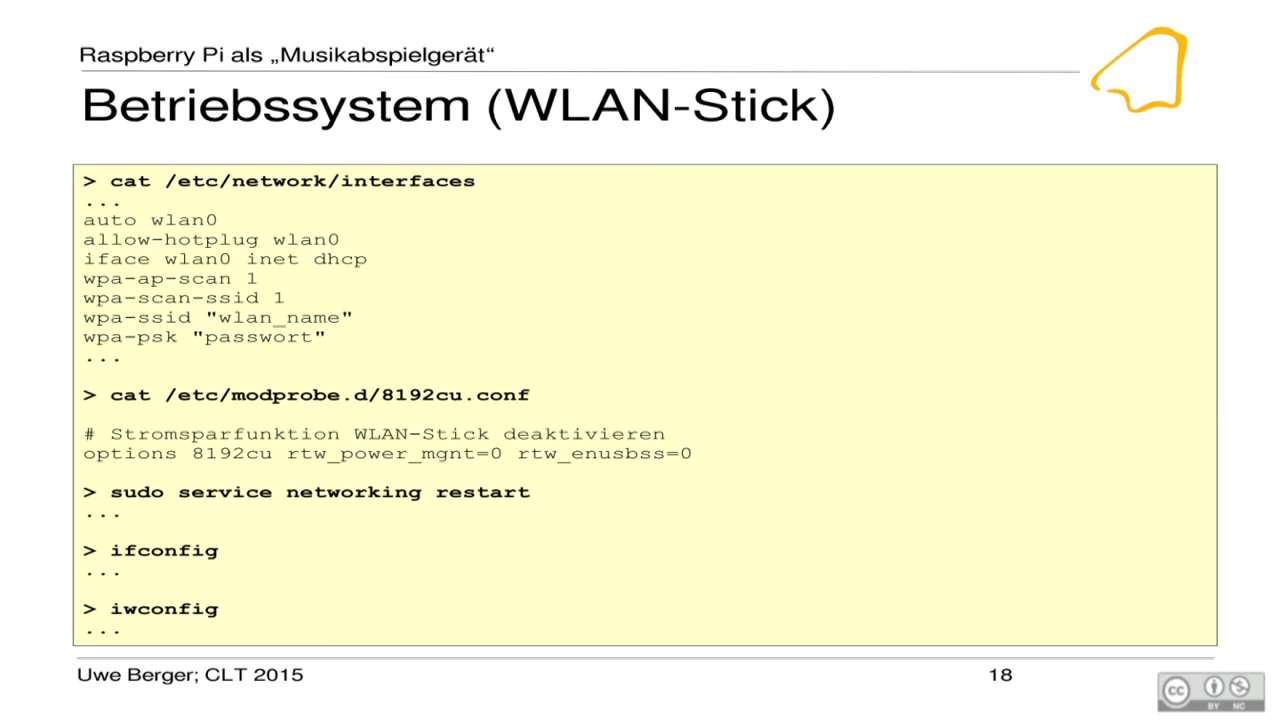 Raspberry Pi als „Musikabspielgerät“
Betriebssystem (WLAN-Stick)
> cat /etc/network/interfaces
...
auto wlan0
allow-hotplug wlan0
iface wlan0 inet dhcp
wpa-ap-scan 1
wpa-scan-ssid 1
wpa-ssid "wlan_name"
wpa-psk "passwort"
...
> cat /etc/modprobe.d/8192cu.conf
# Stromsparfunktion WLAN-Stick deaktivieren
options 8192cu rtw_power_mgnt=0 rtw_enusbss=0
> sudo service networking restart
...
> ifconfig
...
> iwconfig
...
Uwe Berger; CLT 2015 18
cc BY NC